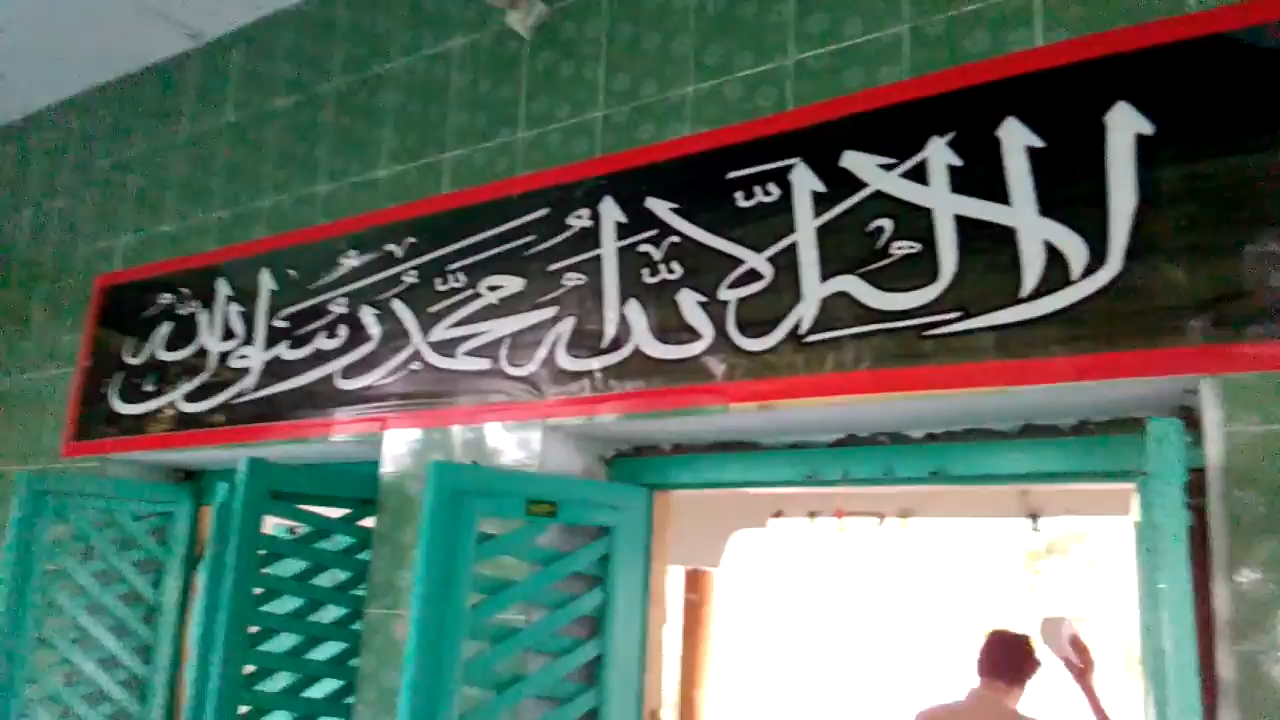 لا إله إلا الله محمد رسول الله